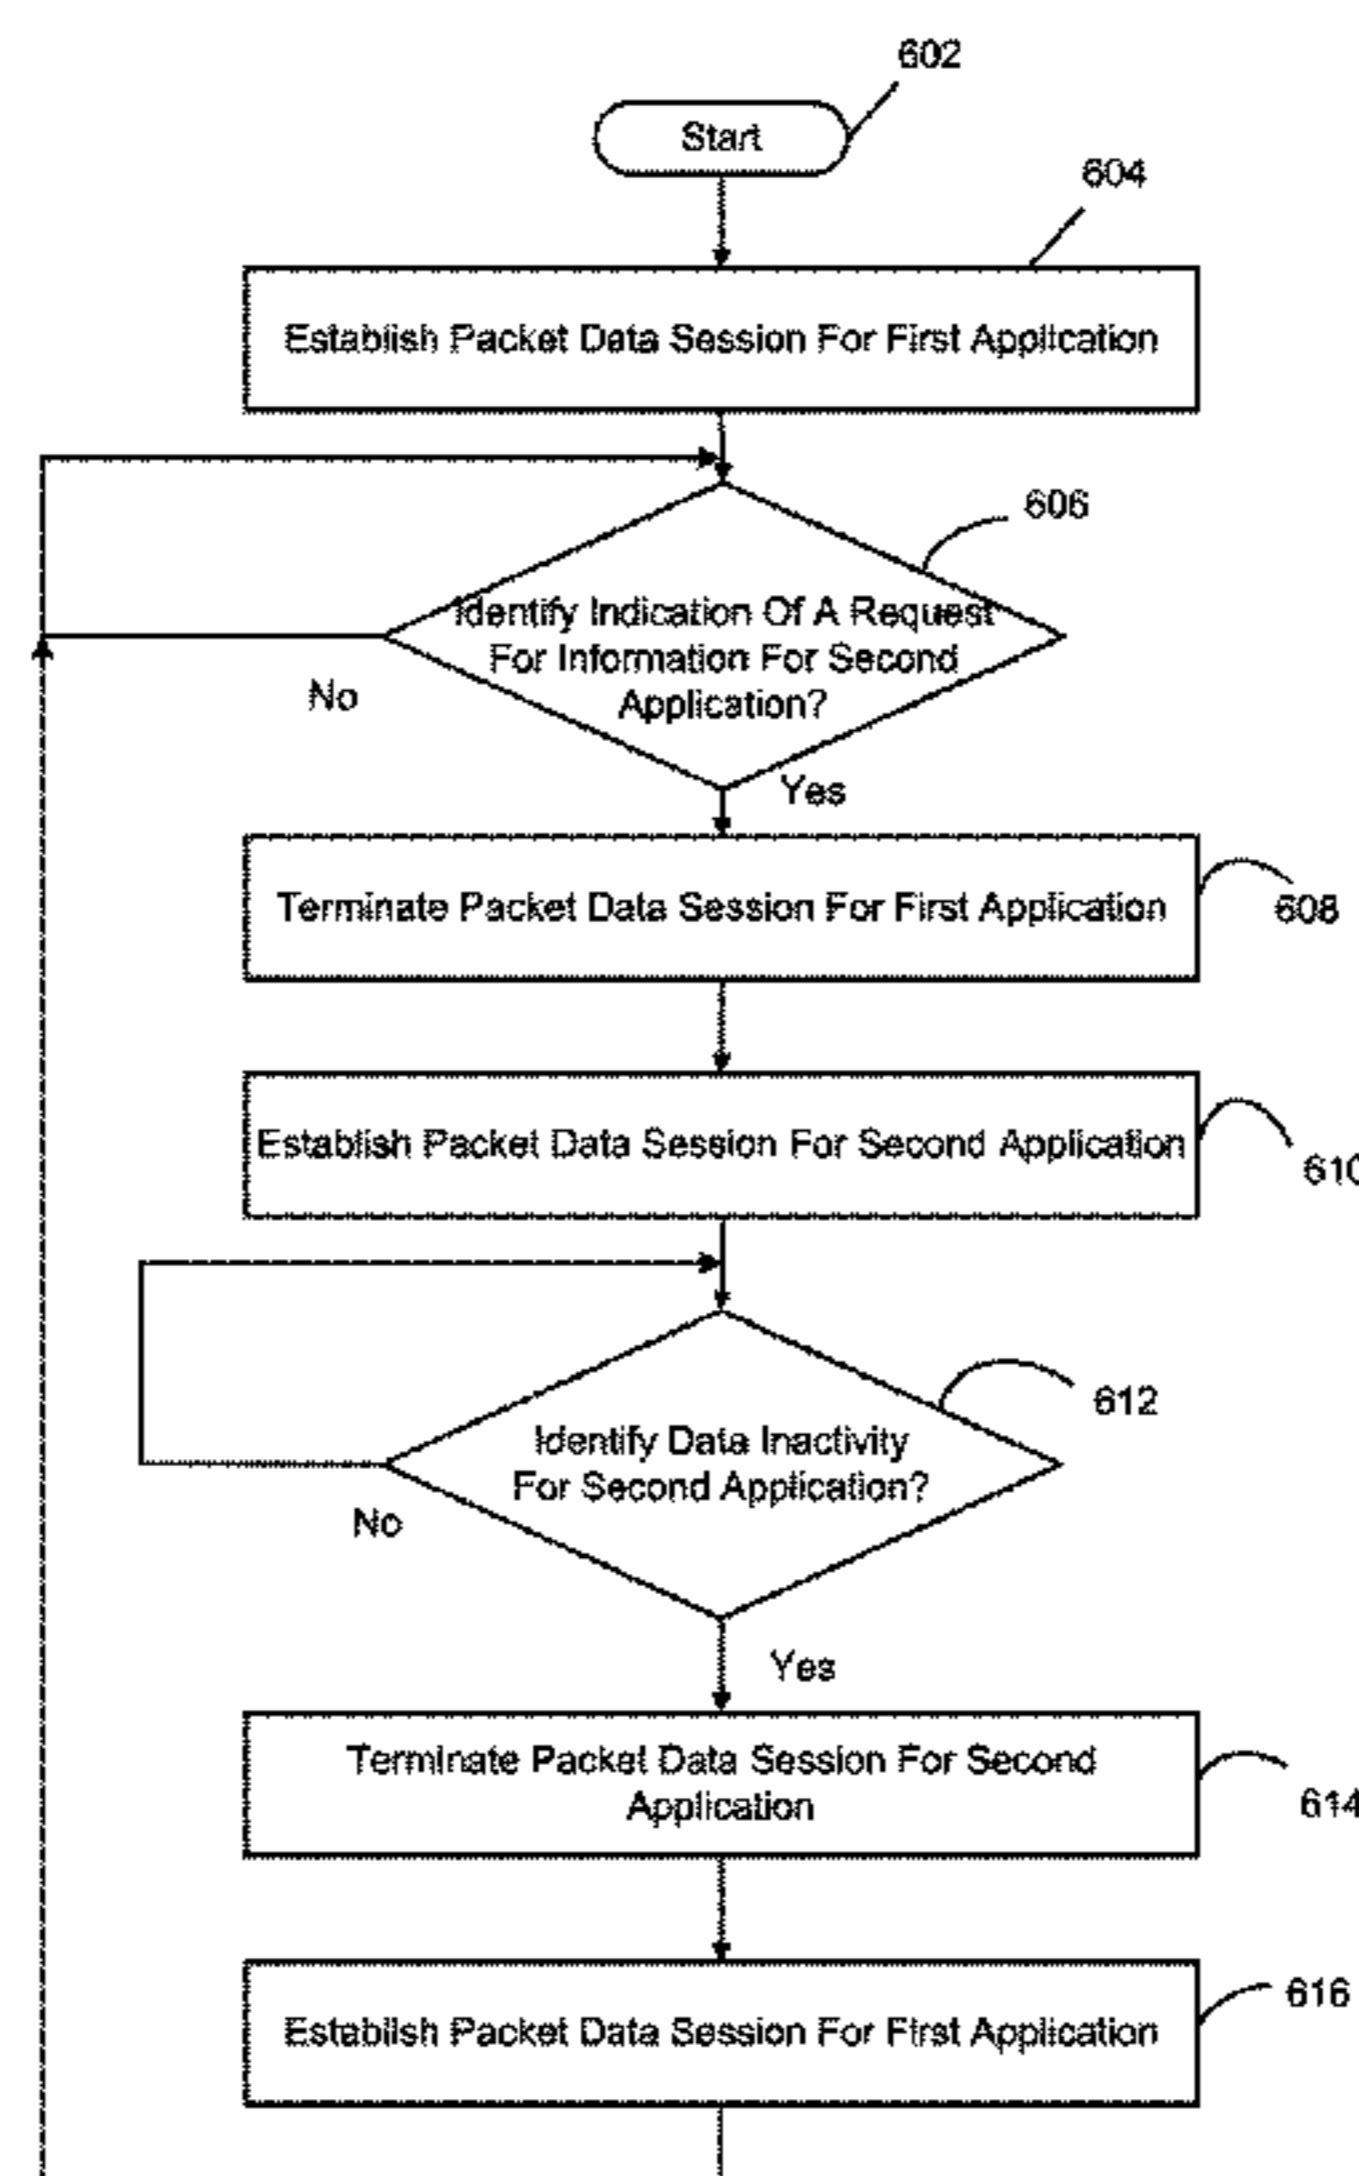 602
Start
604
Establish Packet Data Session For First Application
606
Identify Indication Of A Request
For Information For Second
Application?
No
Yes
Terminate Packet Data Session For First Application
608
Establish Packet Data Session For Second Application
610
612
Identify Data Inactivity
For Second Application?
No
Yes
Terminate Packet Data Session For Second
Application
614
616
Establish Packet Data Session For First Application